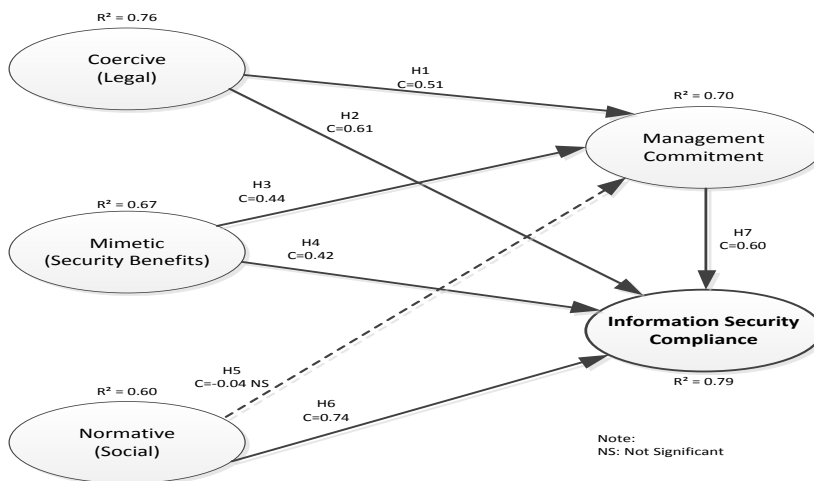 R² = 0.76
Coercive
(Legal)
H1
C=0.51
H2
C=0.61
R² = 0.70
Management
Commitment
R² = 0.67
Mimetic
(Security Benefits)
H3
C=0.44
H4
C=0.42
H7
C=0.60
Information Security
Compliance
R² = 0.79
R² = 0.60
Normative
(Social)
H5
C=-0.04 NS
H6
C=0.74
Note:
NS: Not Significant